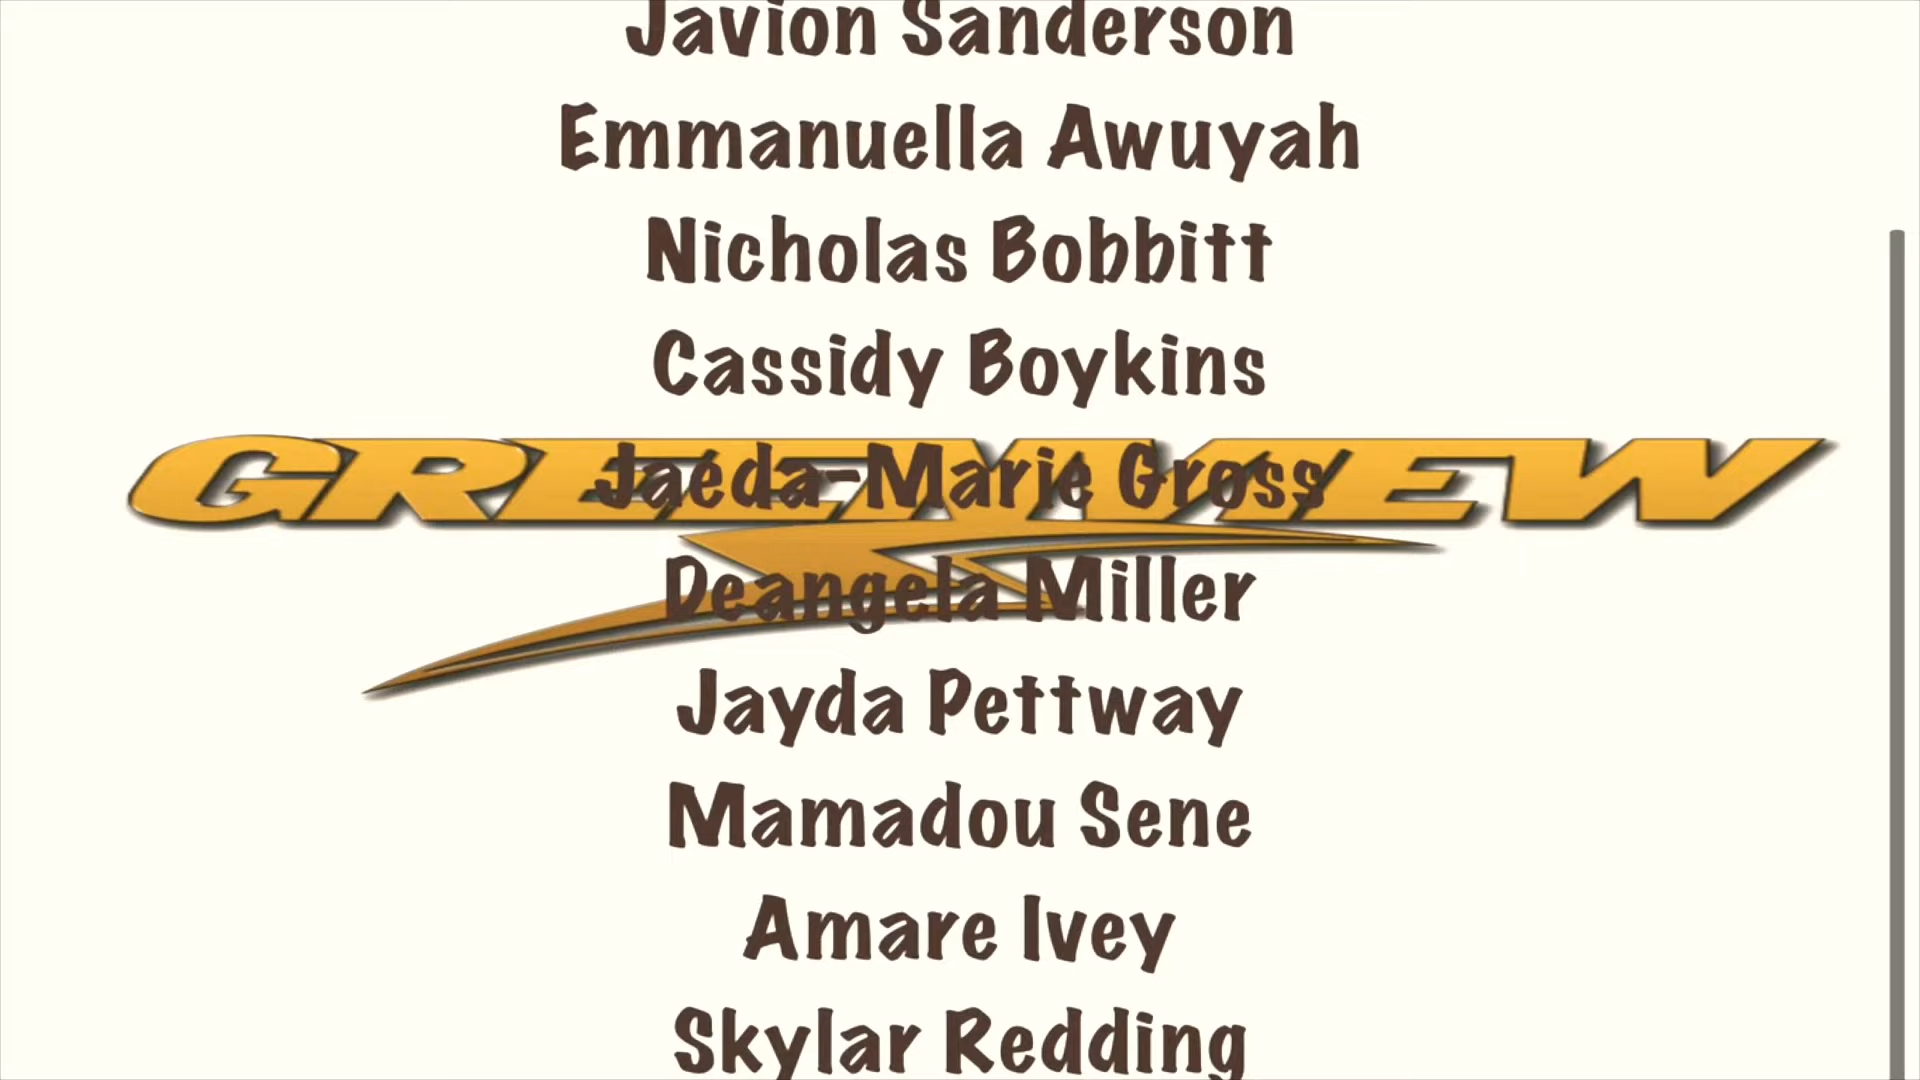 Javion Sanderson
Emmanuella Awuyah
Nicholas Bobbitt
Cassidy Boykins
GREENVIEW
Jaeda-Marie Gross
Deangela Miller
Jayda Pettway
Mamadou Sene
Amare Ivey
Skylar Redding